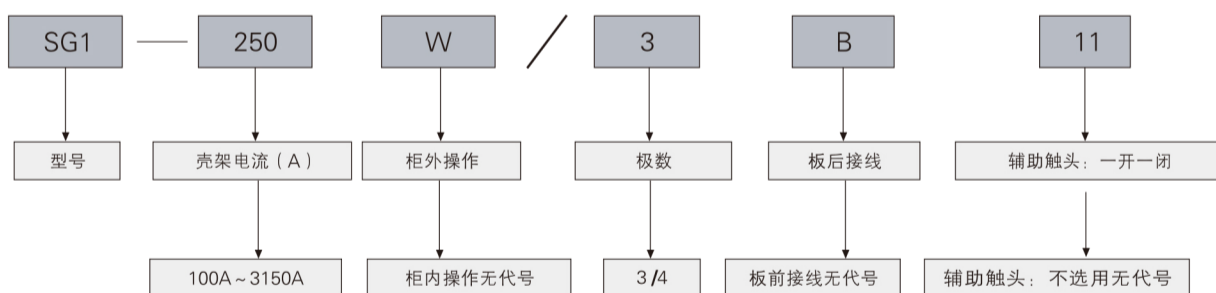 SG1 — 250 W / 3 B 11
型号 壳架电流（A） 柜外操作 极数 板后接线 辅助触头：一开一闭
100A~3150A 柜内操作无代号 3/4 板前接线无代号 辅助触头：不选用无代号